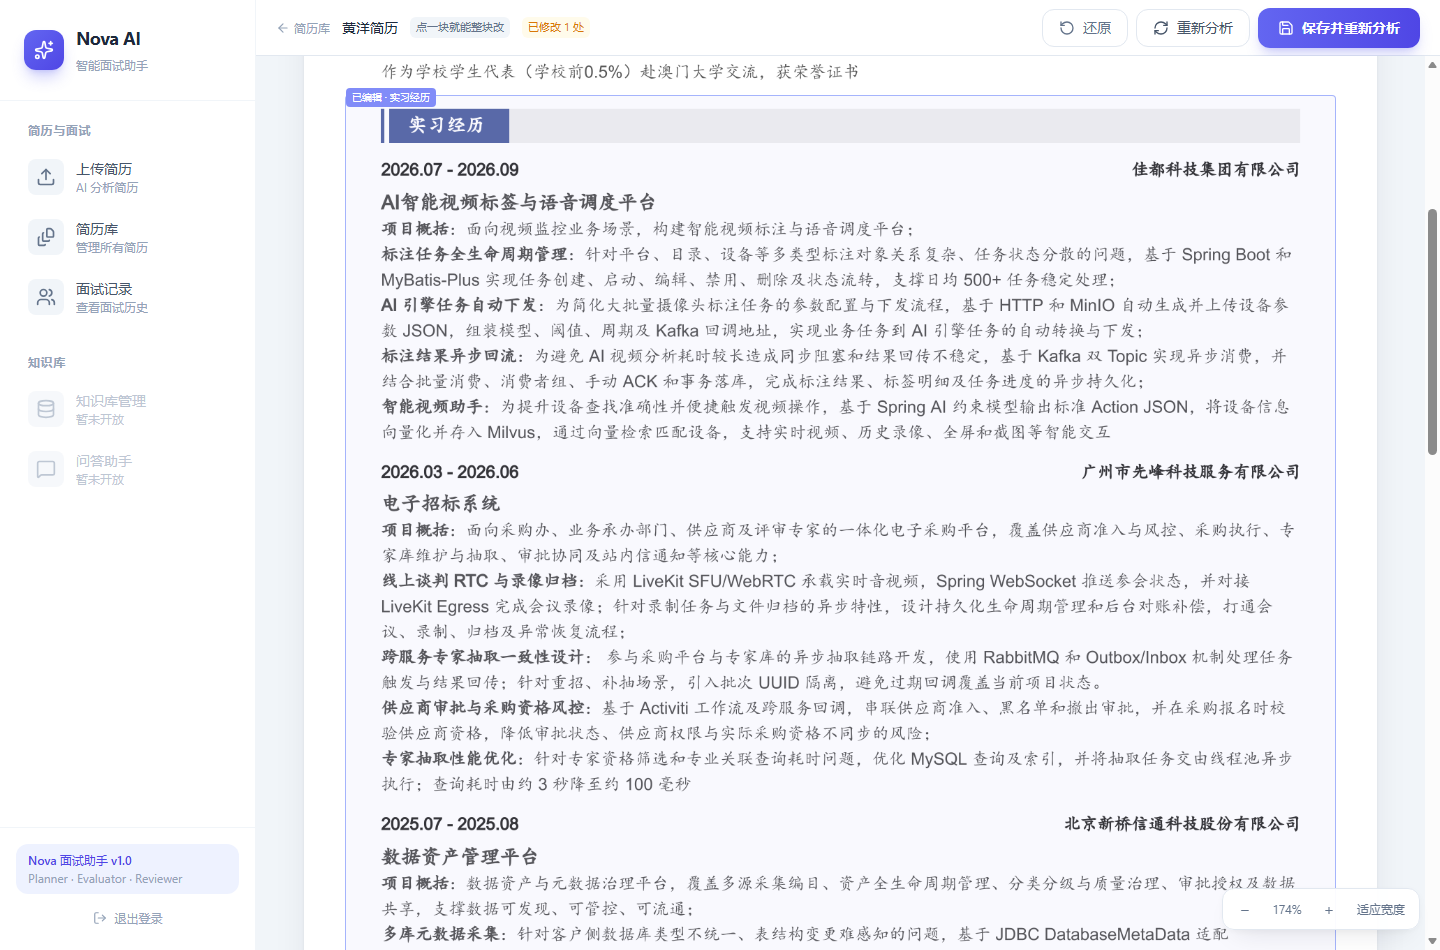 Nova AI
智能面试助手
简历与面试
上传简历
AI 分析简历
简历库
管理所有简历
面试记录
查看面试历史
知识库
知识库管理
暂未开放
问答助手
暂未开放
Nova 面试助手 v1.0
Planner · Evaluator · Reviewer
退出登录
← 简历库 黄洋简历 点一块就能整块改 已修改 1 处 还原 重新分析 保存并重新分析
作为学校学生代表（学校前0.5%）赴澳门大学交流，获荣誉证书
已编辑 · 实习经历
实习经历
2026.07 - 2026.09 佳都科技集团有限公司
AI智能视频标签与语音调度平台
项目概括：面向视频监控业务场景，构建智能视频标注与语音调度平台；
标注任务全生命周期管理：针对平台、目录、设备等多类型标注对象关系复杂、任务状态分散的问题，基于 Spring Boot 和
MyBatis-Plus 实现任务创建、启动、编辑、禁用、删除及状态流转，支撑日均 500+ 任务稳定处理；
AI 引擎任务自动下发：为简化大批量摄像头标注任务的参数配置与下发流程，基于 HTTP 和 MinIO 自动生成并上传设备参
数 JSON，组装模型、阈值、周期及 Kafka 回调地址，实现业务任务到 AI 引擎任务的自动转换与下发；
标注结果异步回流：为避免 AI 视频分析耗时较长造成同步阻塞和结果回传不稳定，基于 Kafka 双 Topic 实现异步消费，并
结合批量消费、消费者组、手动 ACK 和事务落库，完成标注结果、标签明细及任务进度的异步持久化；
智能视频助手：为提升设备查找准确性并便捷触发视频操作，基于 Spring AI 约束模型输出标准 Action JSON，将设备信息
向量化并存入 Milvus，通过向量检索匹配设备，支持实时视频、历史录像、全屏和截图等智能交互
2026.03 - 2026.06 广州市先峰科技服务有限公司
电子招标系统
项目概括：面向采购办、业务承办部门、供应商及评审专家的一体化电子采购平台，覆盖供应商准入与风控、采购执行、专
家库维护与抽取、审批协同及站内信通知等核心能力；
线上谈判 RTC 与录像归档：采用 LiveKit SFU/WebRTC 承载实时音视频，Spring WebSocket 推送参会状态，并对接
LiveKit Egress 完成会议录像；针对录制任务与文件归档的异步特性，设计持久化生命周期管理和后台对账补偿，打通会
议、录制、归档及异常恢复流程；
跨服务专家抽取一致性设计： 参与采购平台与专家库的异步抽取链路开发，使用 RabbitMQ 和 Outbox/Inbox 机制处理任务
触发与结果回传；针对重招、补抽场景，引入批次 UUID 隔离，避免过期回调覆盖当前项目状态。
供应商审批与采购资格风控：基于 Activiti 工作流及跨服务回调，串联供应商准入、黑名单和撤出审批，并在采购报名时校
验供应商资格，降低审批状态、供应商权限与实际采购资格不同步的风险；
专家抽取性能优化：针对专家资格筛选和专业关联查询耗时问题，优化 MySQL 查询及索引，并将抽取任务交由线程池异步
执行；查询耗时由约 3 秒降至约 100 毫秒
2025.07 - 2025.08 北京新桥信通科技股份有限公司
数据资产管理平台
项目概括：数据资产与元数据治理平台，覆盖多源采集编目、资产全生命周期管理、分类分级与质量治理、审批授权及数据
共享，支撑数据可发现、可管控、可流通；
多库元数据采集：针对客户侧数据库类型不统一、表结构变更难感知的问题，基于 JDBC DatabaseMetaData 适配
− 174% + 适应宽度